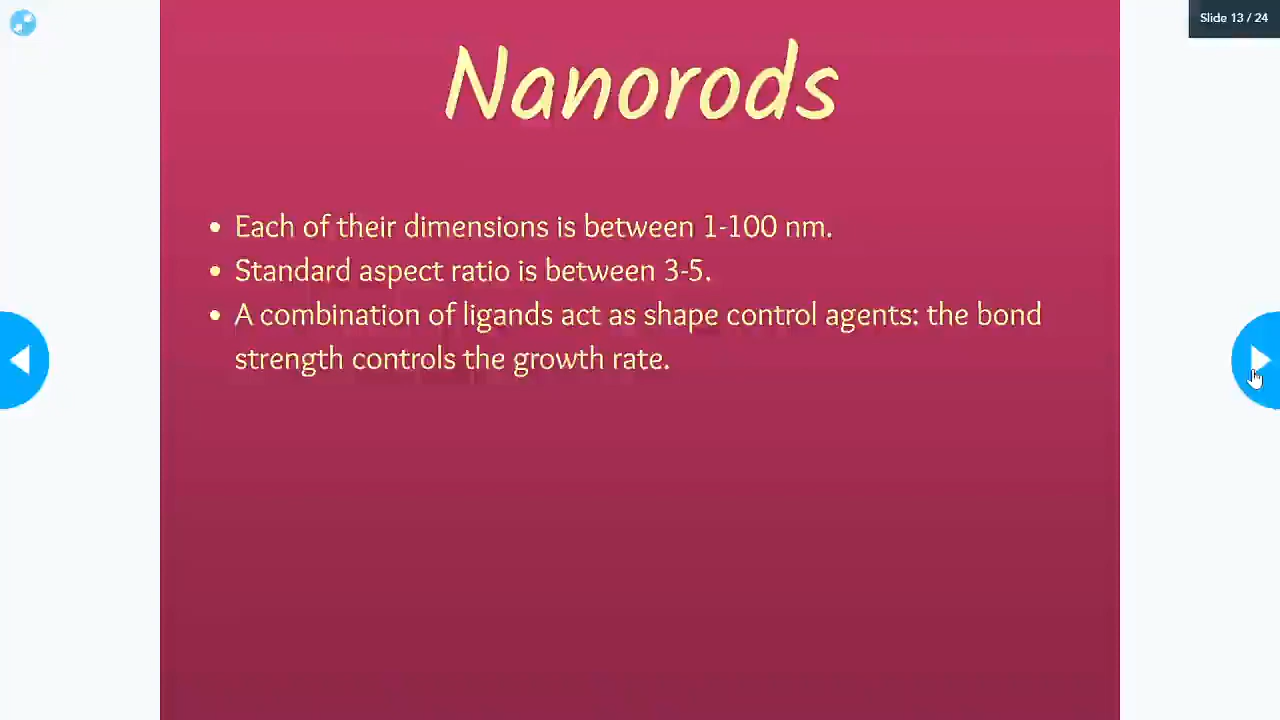 Slide 13 / 24
Nanorods
• Each of their dimensions is between 1-100 nm.
• Standard aspect ratio is between 3-5.
• A combination of ligands act as shape control agents: the bond
strength controls the growth rate.